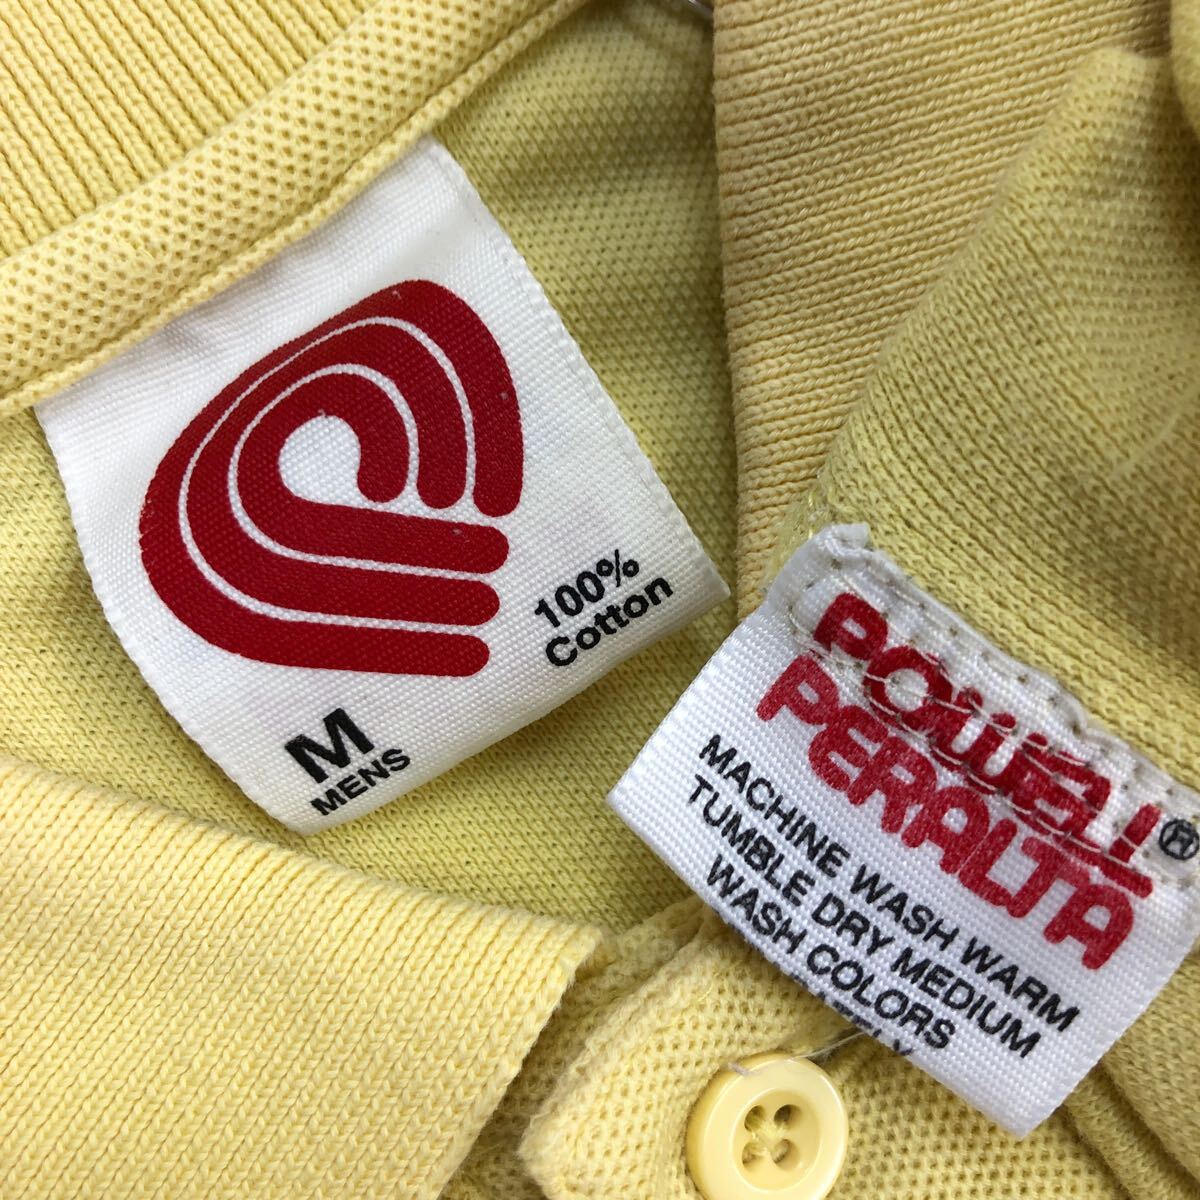 100%
Cotton
M
MENS
POWELL
PERALTA®
MACHINE WASH WARM
TUMBLE DRY MEDIUM
WASH COLORS